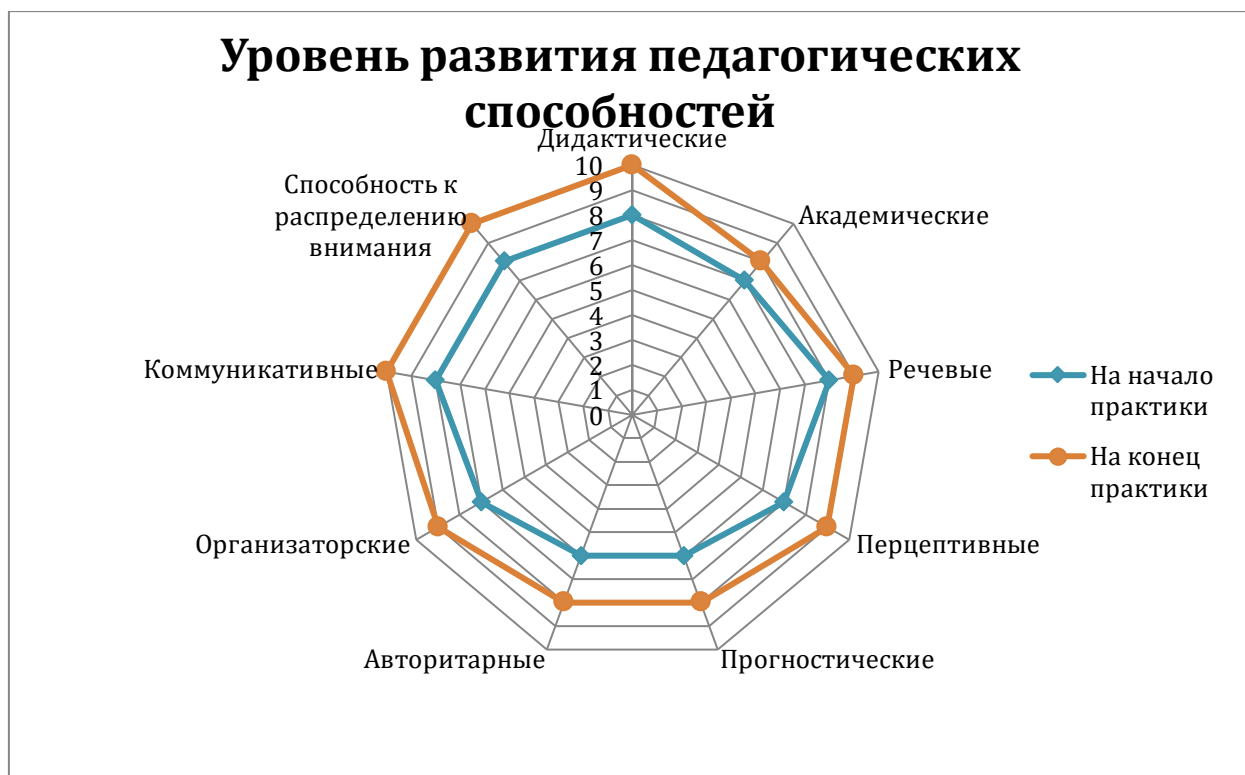 Уровень развития педагогических
способностей
Дидактические
Академические
Речевые
Перцептивные
Прогностические
Авторитарные
Организаторские
Коммуникативные
Способность к
распределению
внимания
10
9
8
7
6
5
4
3
2
1
0
На начало
практики
На конец
практики